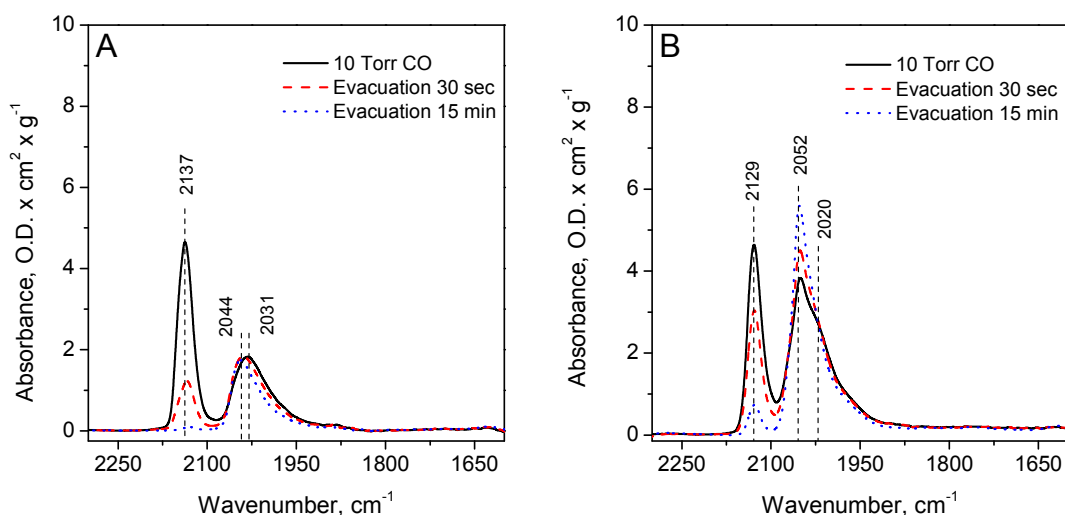 A
10 Torr CO
Evacuation 30 sec
Evacuation 15 min
2137
2044
2031
10
8
6
4
2
0
Absorbance, O.D. x cm² x g⁻¹
2250
2100
1950
1800
1650
Wavenumber, cm⁻¹
B
10 Torr CO
Evacuation 30 sec
Evacuation 15 min
2129
2052
2020
10
8
6
4
2
0
Absorbance, O.D. x cm² x g⁻¹
2250
2100
1950
1800
1650
Wavenumber, cm⁻¹